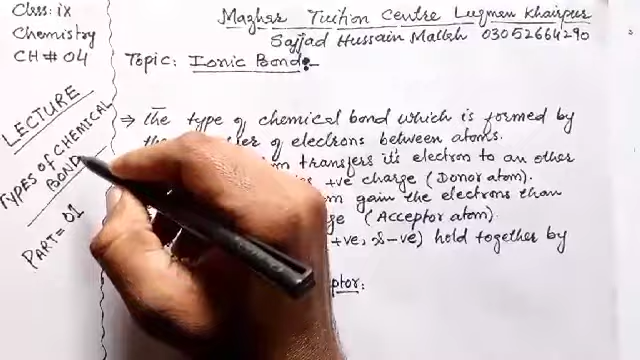 Class: ix
Chemistry
CH # 04
Mazhar Tuition Centre Luqman Khairpur
Sajjad Hussain Mallah 03052664290
Topic: Ionic Bond:-
LECTURE
TYPES OF CHEMICAL
BOND
PART= 01
⇒ The type of chemical bond which is formed by
the of electrons between atoms.
transfers it's electron to an other
+ve charge (Donor atom).
gain the electrons than
(Acceptor atom).
+ve, & -ve) hold together by